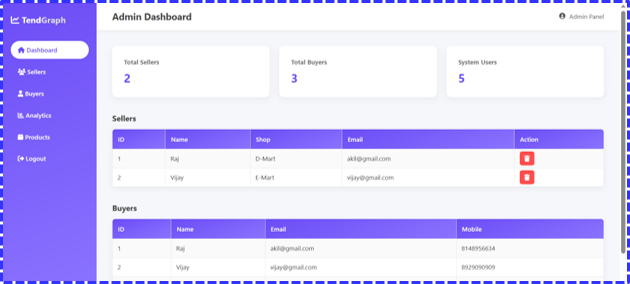 TendGraph
Dashboard
Sellers
Buyers
Analytics
Products
Logout
Admin Dashboard
Admin Panel
Total Sellers
2
Total Buyers
3
System Users
5
Sellers
ID Name Shop Email Action
1 Raj D-Mart akil@gmail.com
2 Vijay E-Mart vijay@gmail.com
Buyers
ID Name Email Mobile
1 Raj akil@gmail.com 8148956634
2 Vijay vijay@gmail.com 8929090909